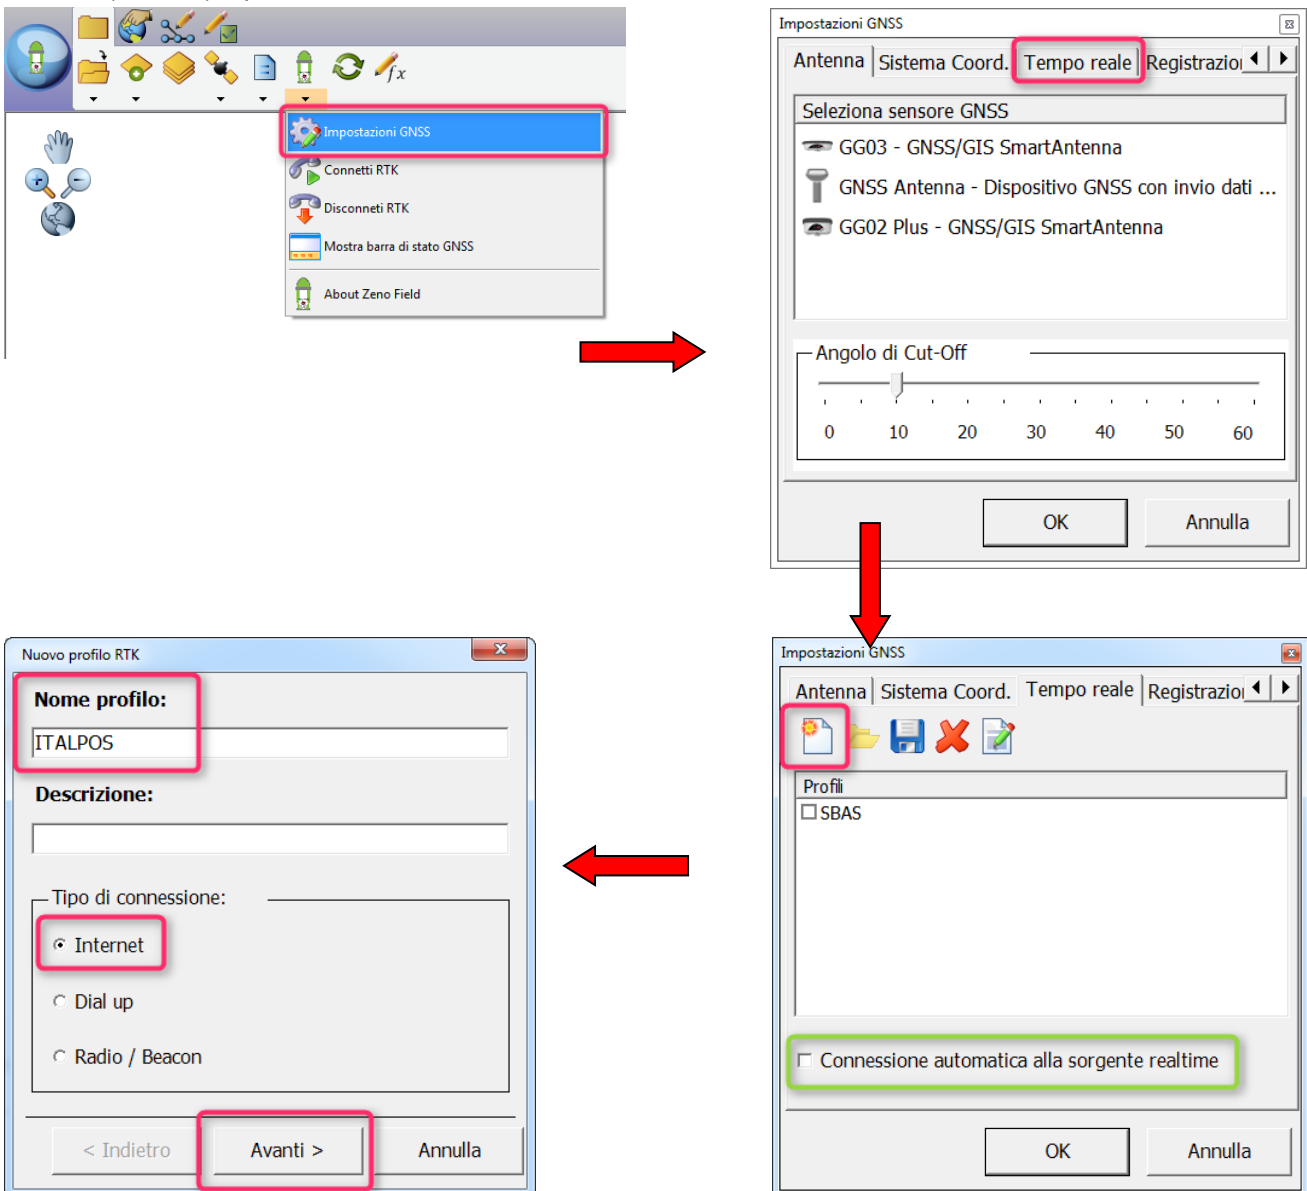 Impostazioni GNSS
Connetti RTK
Disconneti RTK
Mostra barra di stato GNSS
About Zeno Field
fx
Impostazioni GNSS
Antenna Sistema Coord. Tempo reale Registrazio
Seleziona sensore GNSS
GG03 - GNSS/GIS SmartAntenna
GNSS Antenna - Dispositivo GNSS con invio dati ...
GG02 Plus - GNSS/GIS SmartAntenna
Angolo di Cut-Off
0 10 20 30 40 50 60
OK Annulla
Nuovo profilo RTK
Nome profilo:
ITALPOS
Descrizione:
Tipo di connessione:
Internet
Dial up
Radio / Beacon
< Indietro Avanti > Annulla
Impostazioni GNSS
Antenna Sistema Coord. Tempo reale Registrazio
Profili
SBAS
Connessione automatica alla sorgente realtime
OK Annulla